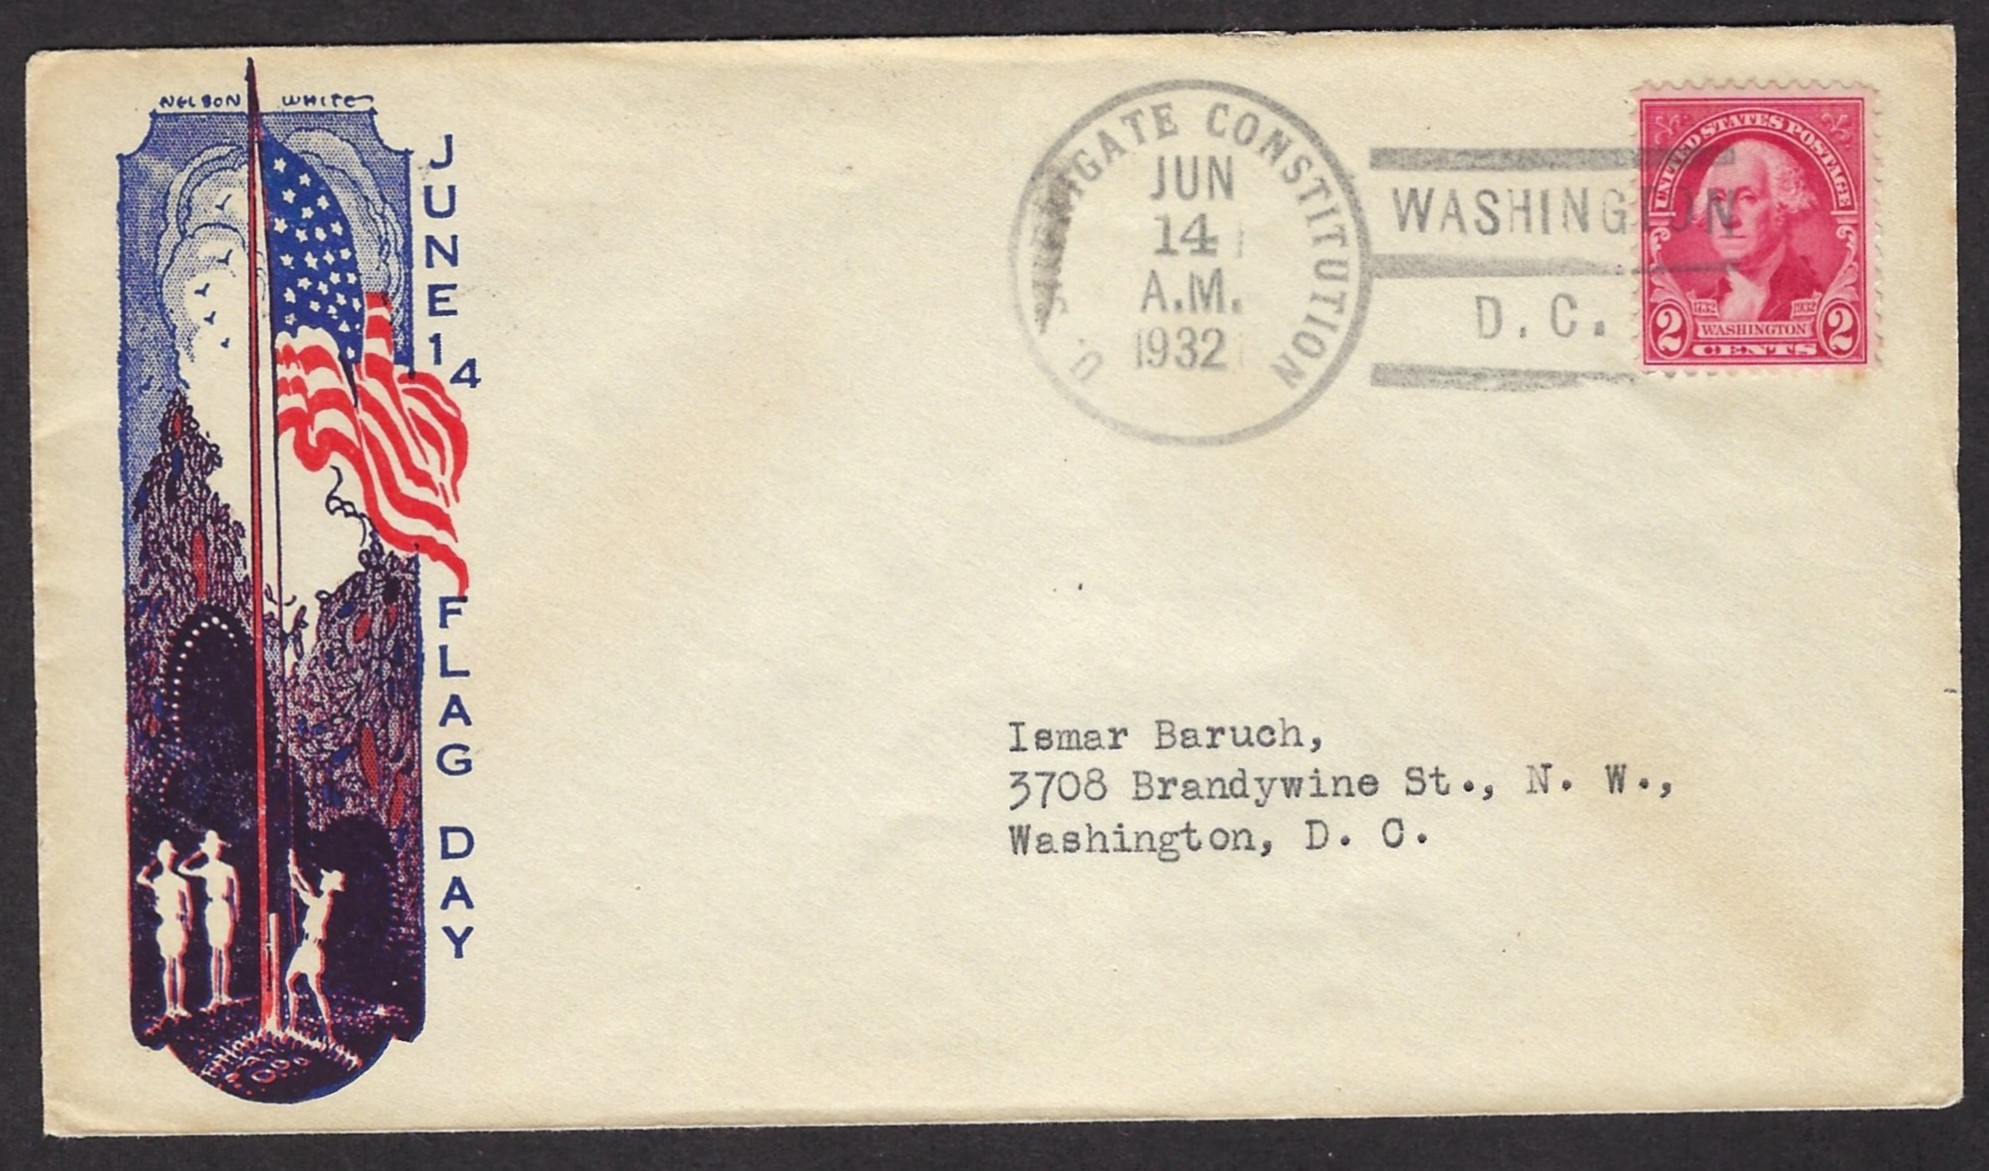 NELSON WHITE
JUNE 14
FLAG DAY
U. S. FRIGATE CONSTITUTION
JUN
14
A.M.
1932
WASHINGTON
D. C.
UNITED STATES POSTAGE
1732 1932
WASHINGTON
2 CENTS 2
Ismar Baruch,
3708 Brandywine St., N. W.,
Washington, D. C.